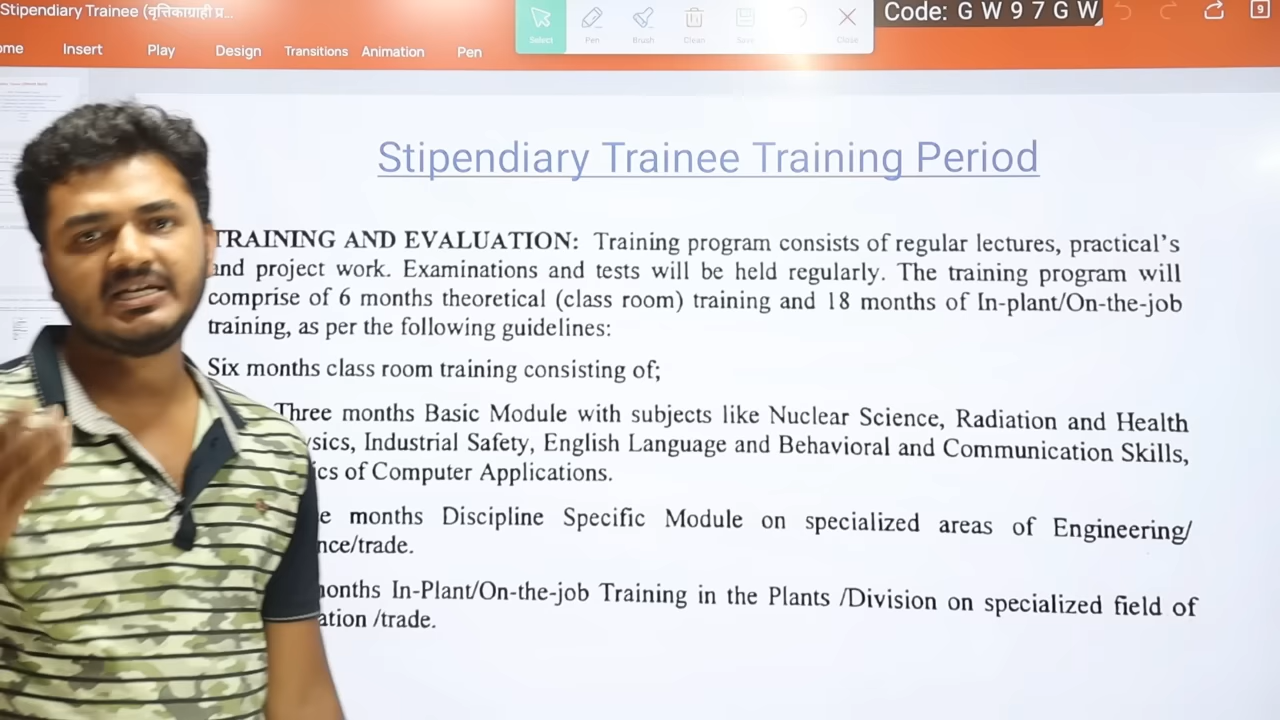 Stipendiary Trainee (वृत्तिकाग्राही प्र...
Code: G W 9 7 G W
9
Insert Play Design Transitions Animation Pen
Select Pen Brush Clean Save Close
Stipendiary Trainee Training Period
TRAINING AND EVALUATION: Training program consists of regular lectures, practical's
and project work. Examinations and tests will be held regularly. The training program will
comprise of 6 months theoretical (class room) training and 18 months of In-plant/On-the-job
training, as per the following guidelines:
Six months class room training consisting of;
Three months Basic Module with subjects like Nuclear Science, Radiation and Health
Industrial Safety, English Language and Behavioral and Communication Skills,
of Computer Applications.
months Discipline Specific Module on specialized areas of Engineering/
/trade.
In-Plant/On-the-job Training in the Plants /Division on specialized field of
/trade.